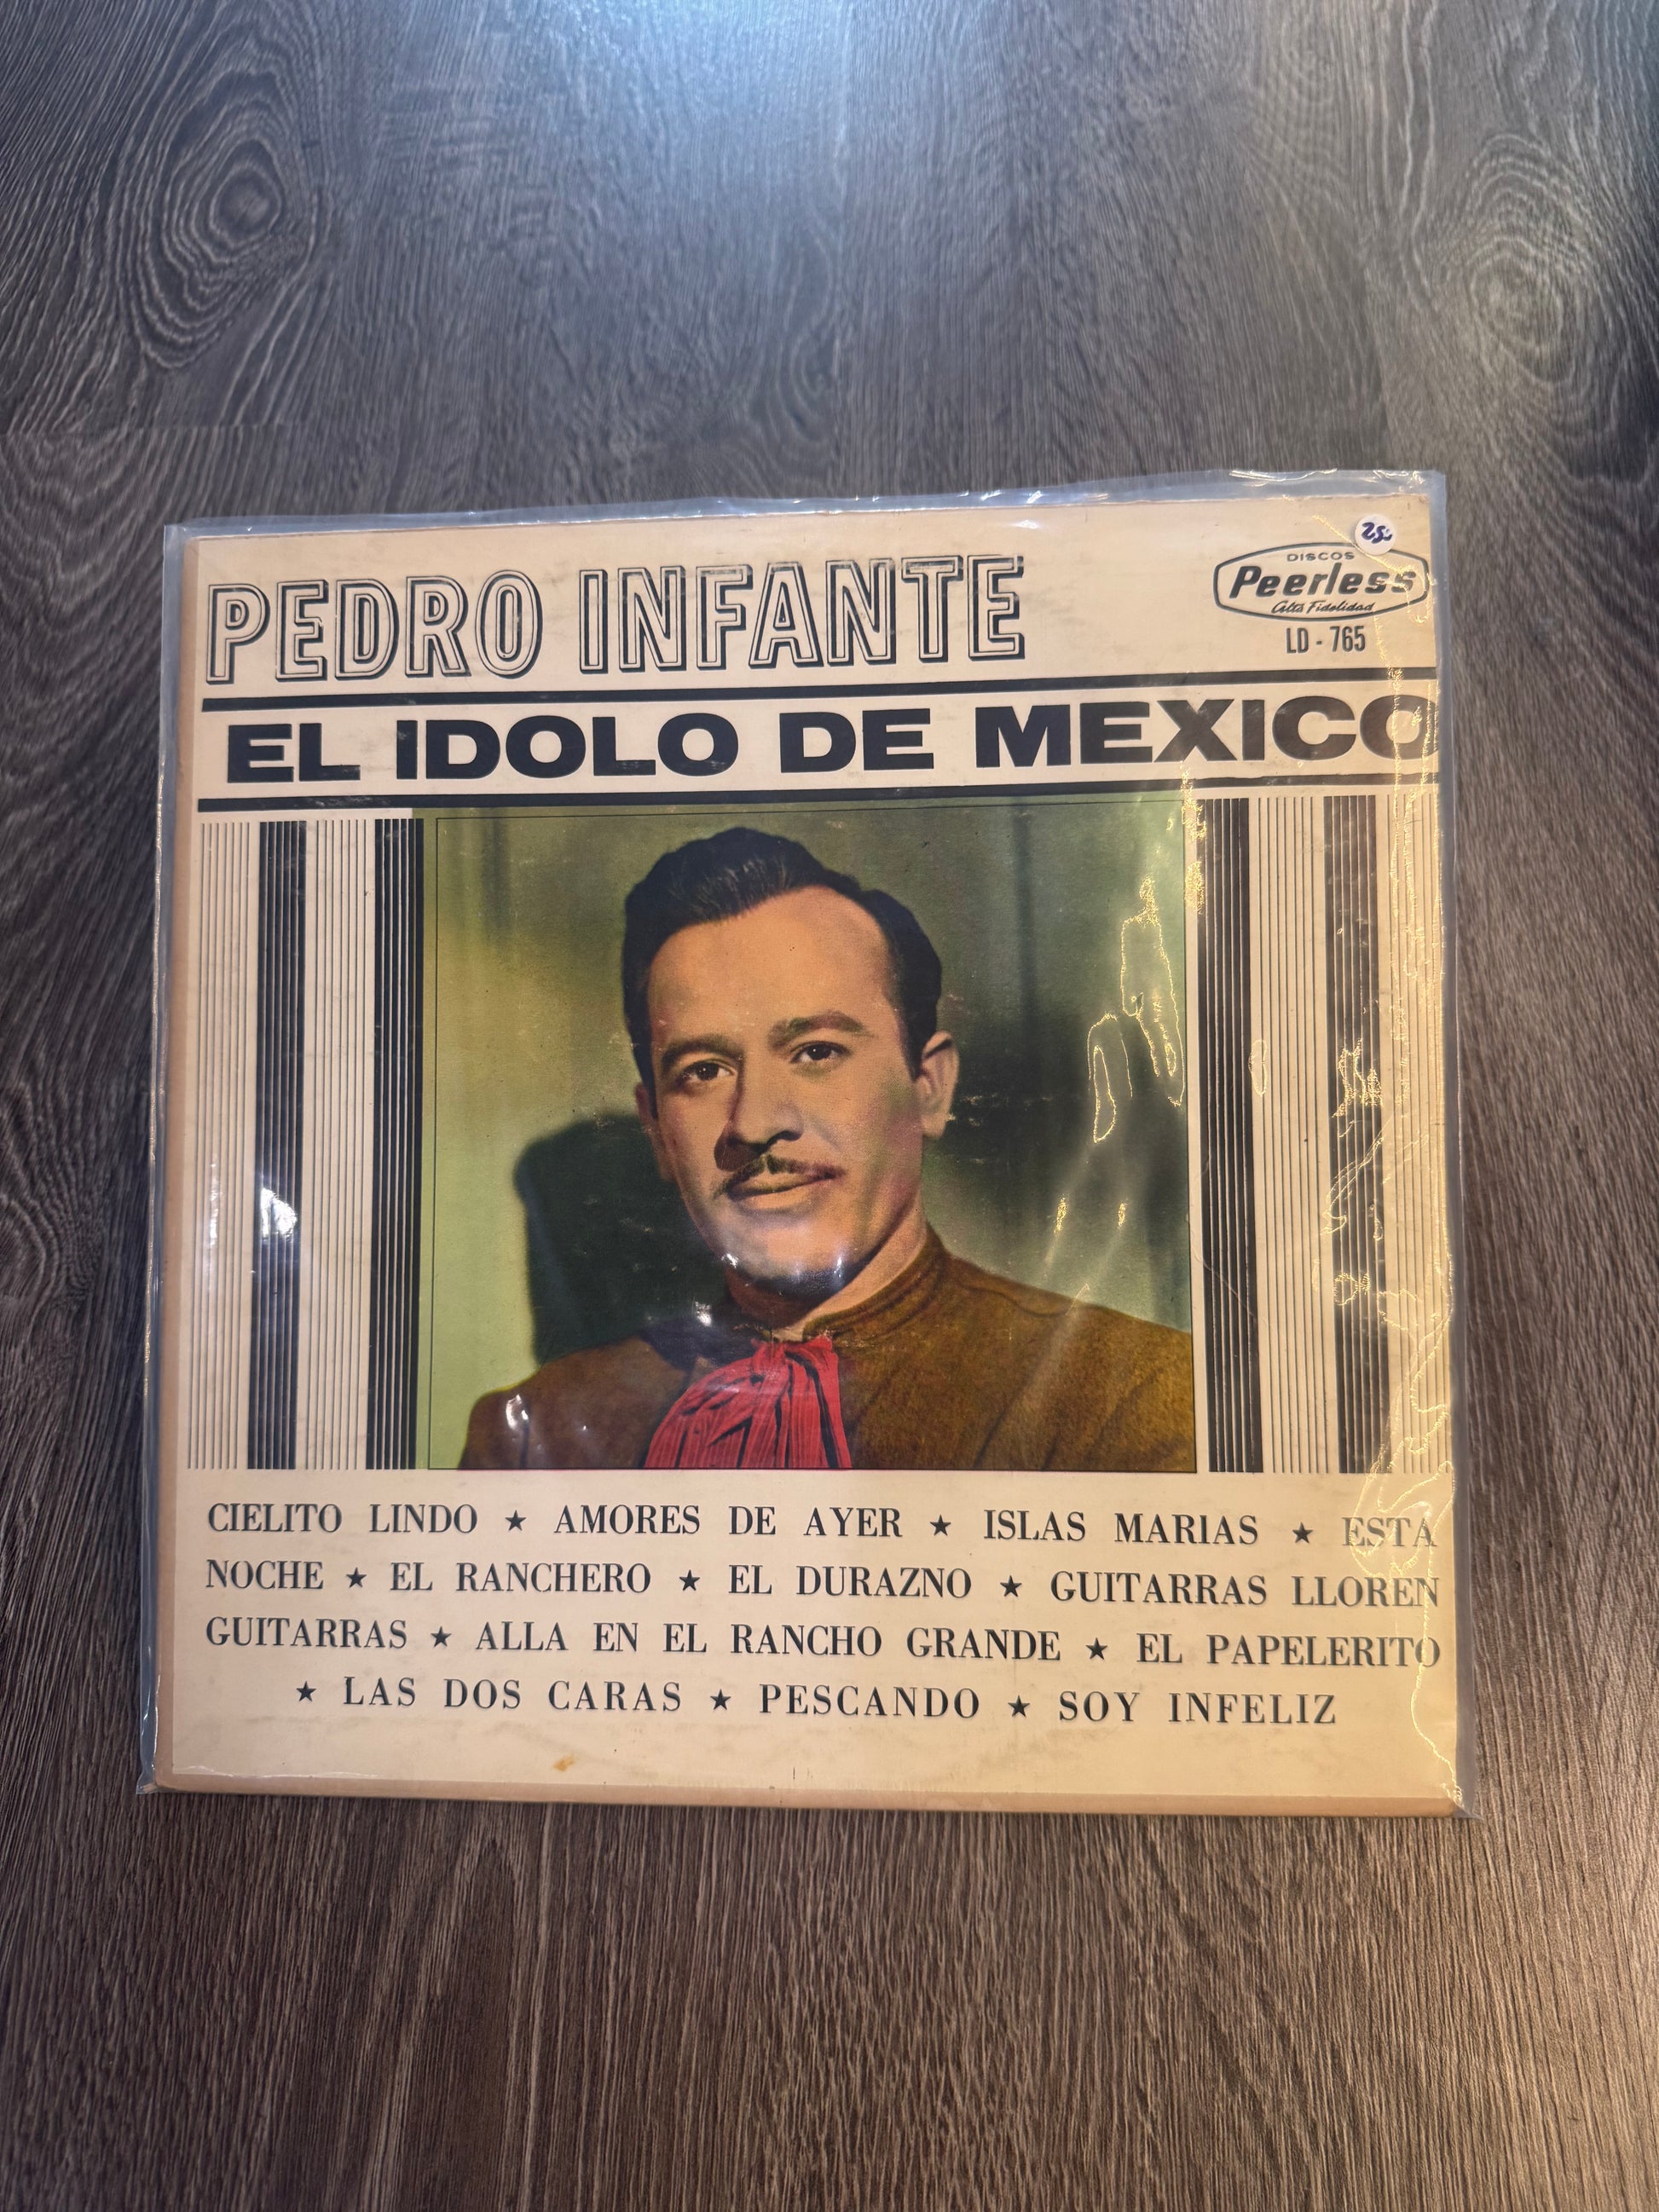 25.
DISCOS
Peerless
Alta Fidelidad
LD - 765
PEDRO INFANTE
EL IDOLO DE MEXICO
CIELITO LINDO ★ AMORES DE AYER ★ ISLAS MARIAS ★ ESTA
NOCHE ★ EL RANCHERO ★ EL DURAZNO ★ GUITARRAS LLOREN
GUITARRAS ★ ALLA EN EL RANCHO GRANDE ★ EL PAPELERITO
★ LAS DOS CARAS ★ PESCANDO ★ SOY INFELIZ